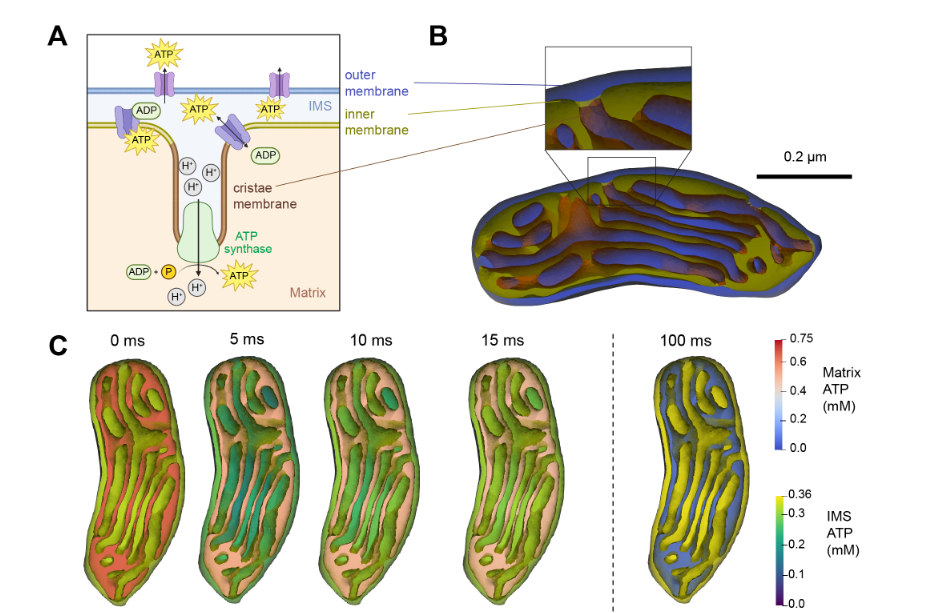 A
ATP
IMS
ADP
ATP
ATP
ATP
ADP
H+
H+
H+
cristae
membrane
ATP
synthase
ADP + P
ATP
H+
H+
Matrix
outer
membrane
inner
membrane
B
0.2 μm
C
0 ms
5 ms
10 ms
15 ms
100 ms
0.75
0.6
0.4
0.2
0.0
Matrix
ATP
(mM)
0.36
0.3
0.2
0.1
0.0
IMS
ATP
(mM)